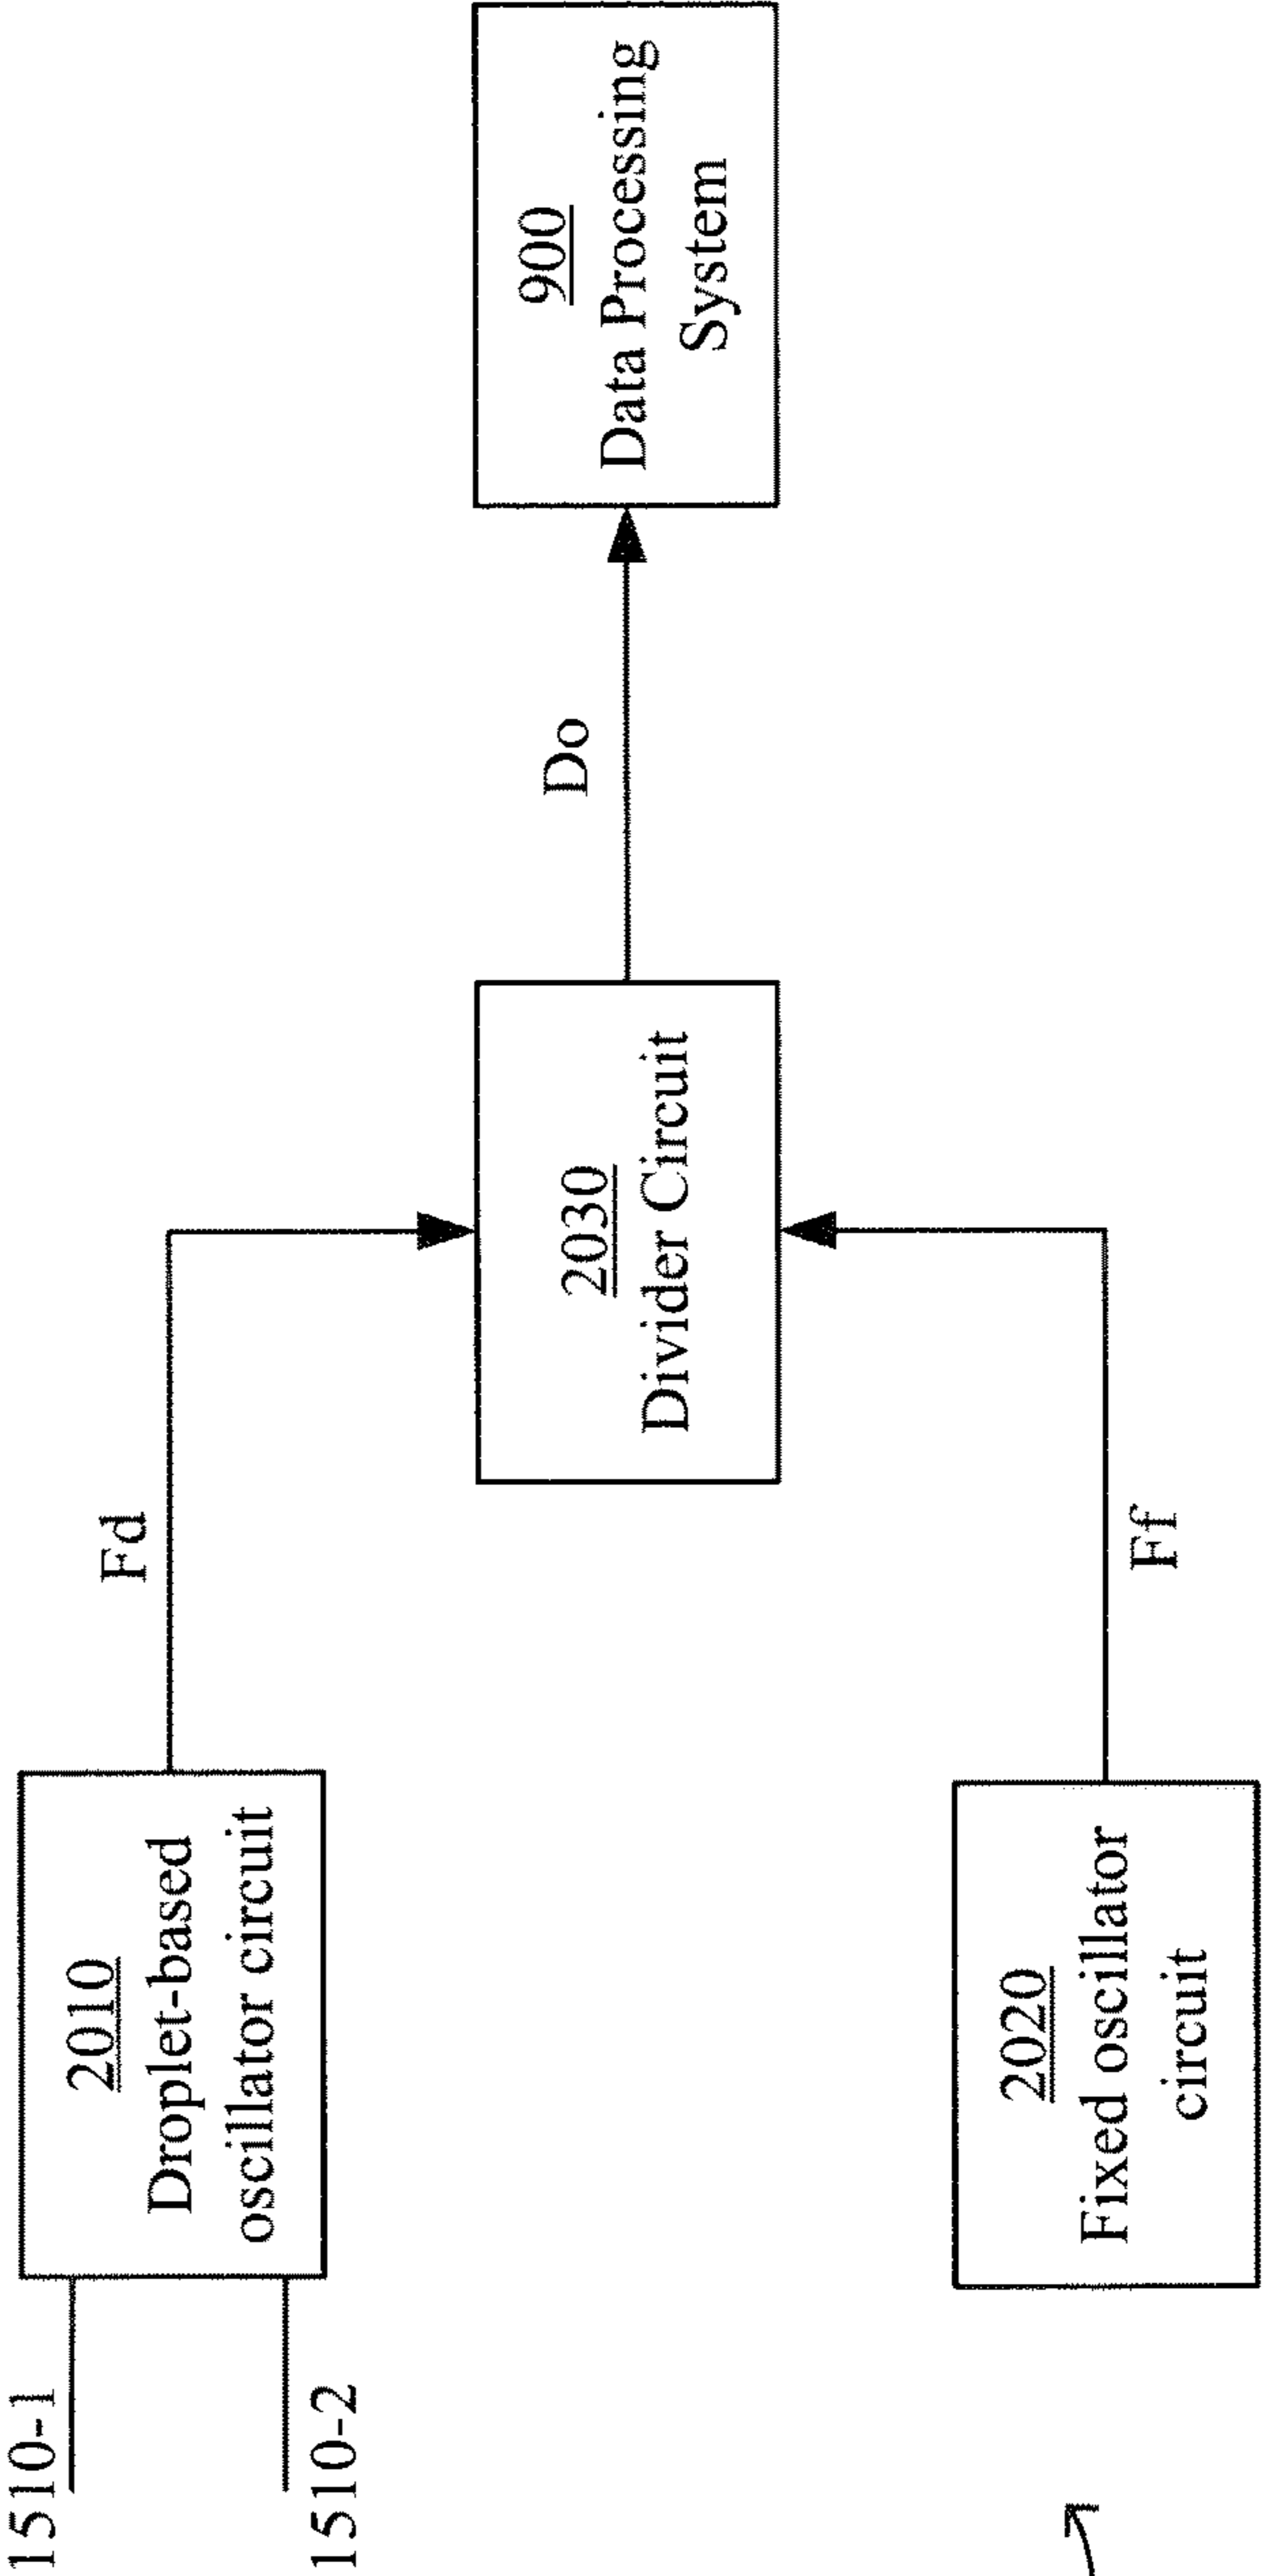 1510-1
1510-2
2010
Droplet-based
oscillator circuit
Fd
2020
Fixed oscillator
circuit
Ff
2030
Divider Circuit
Do
900
Data Processing
System